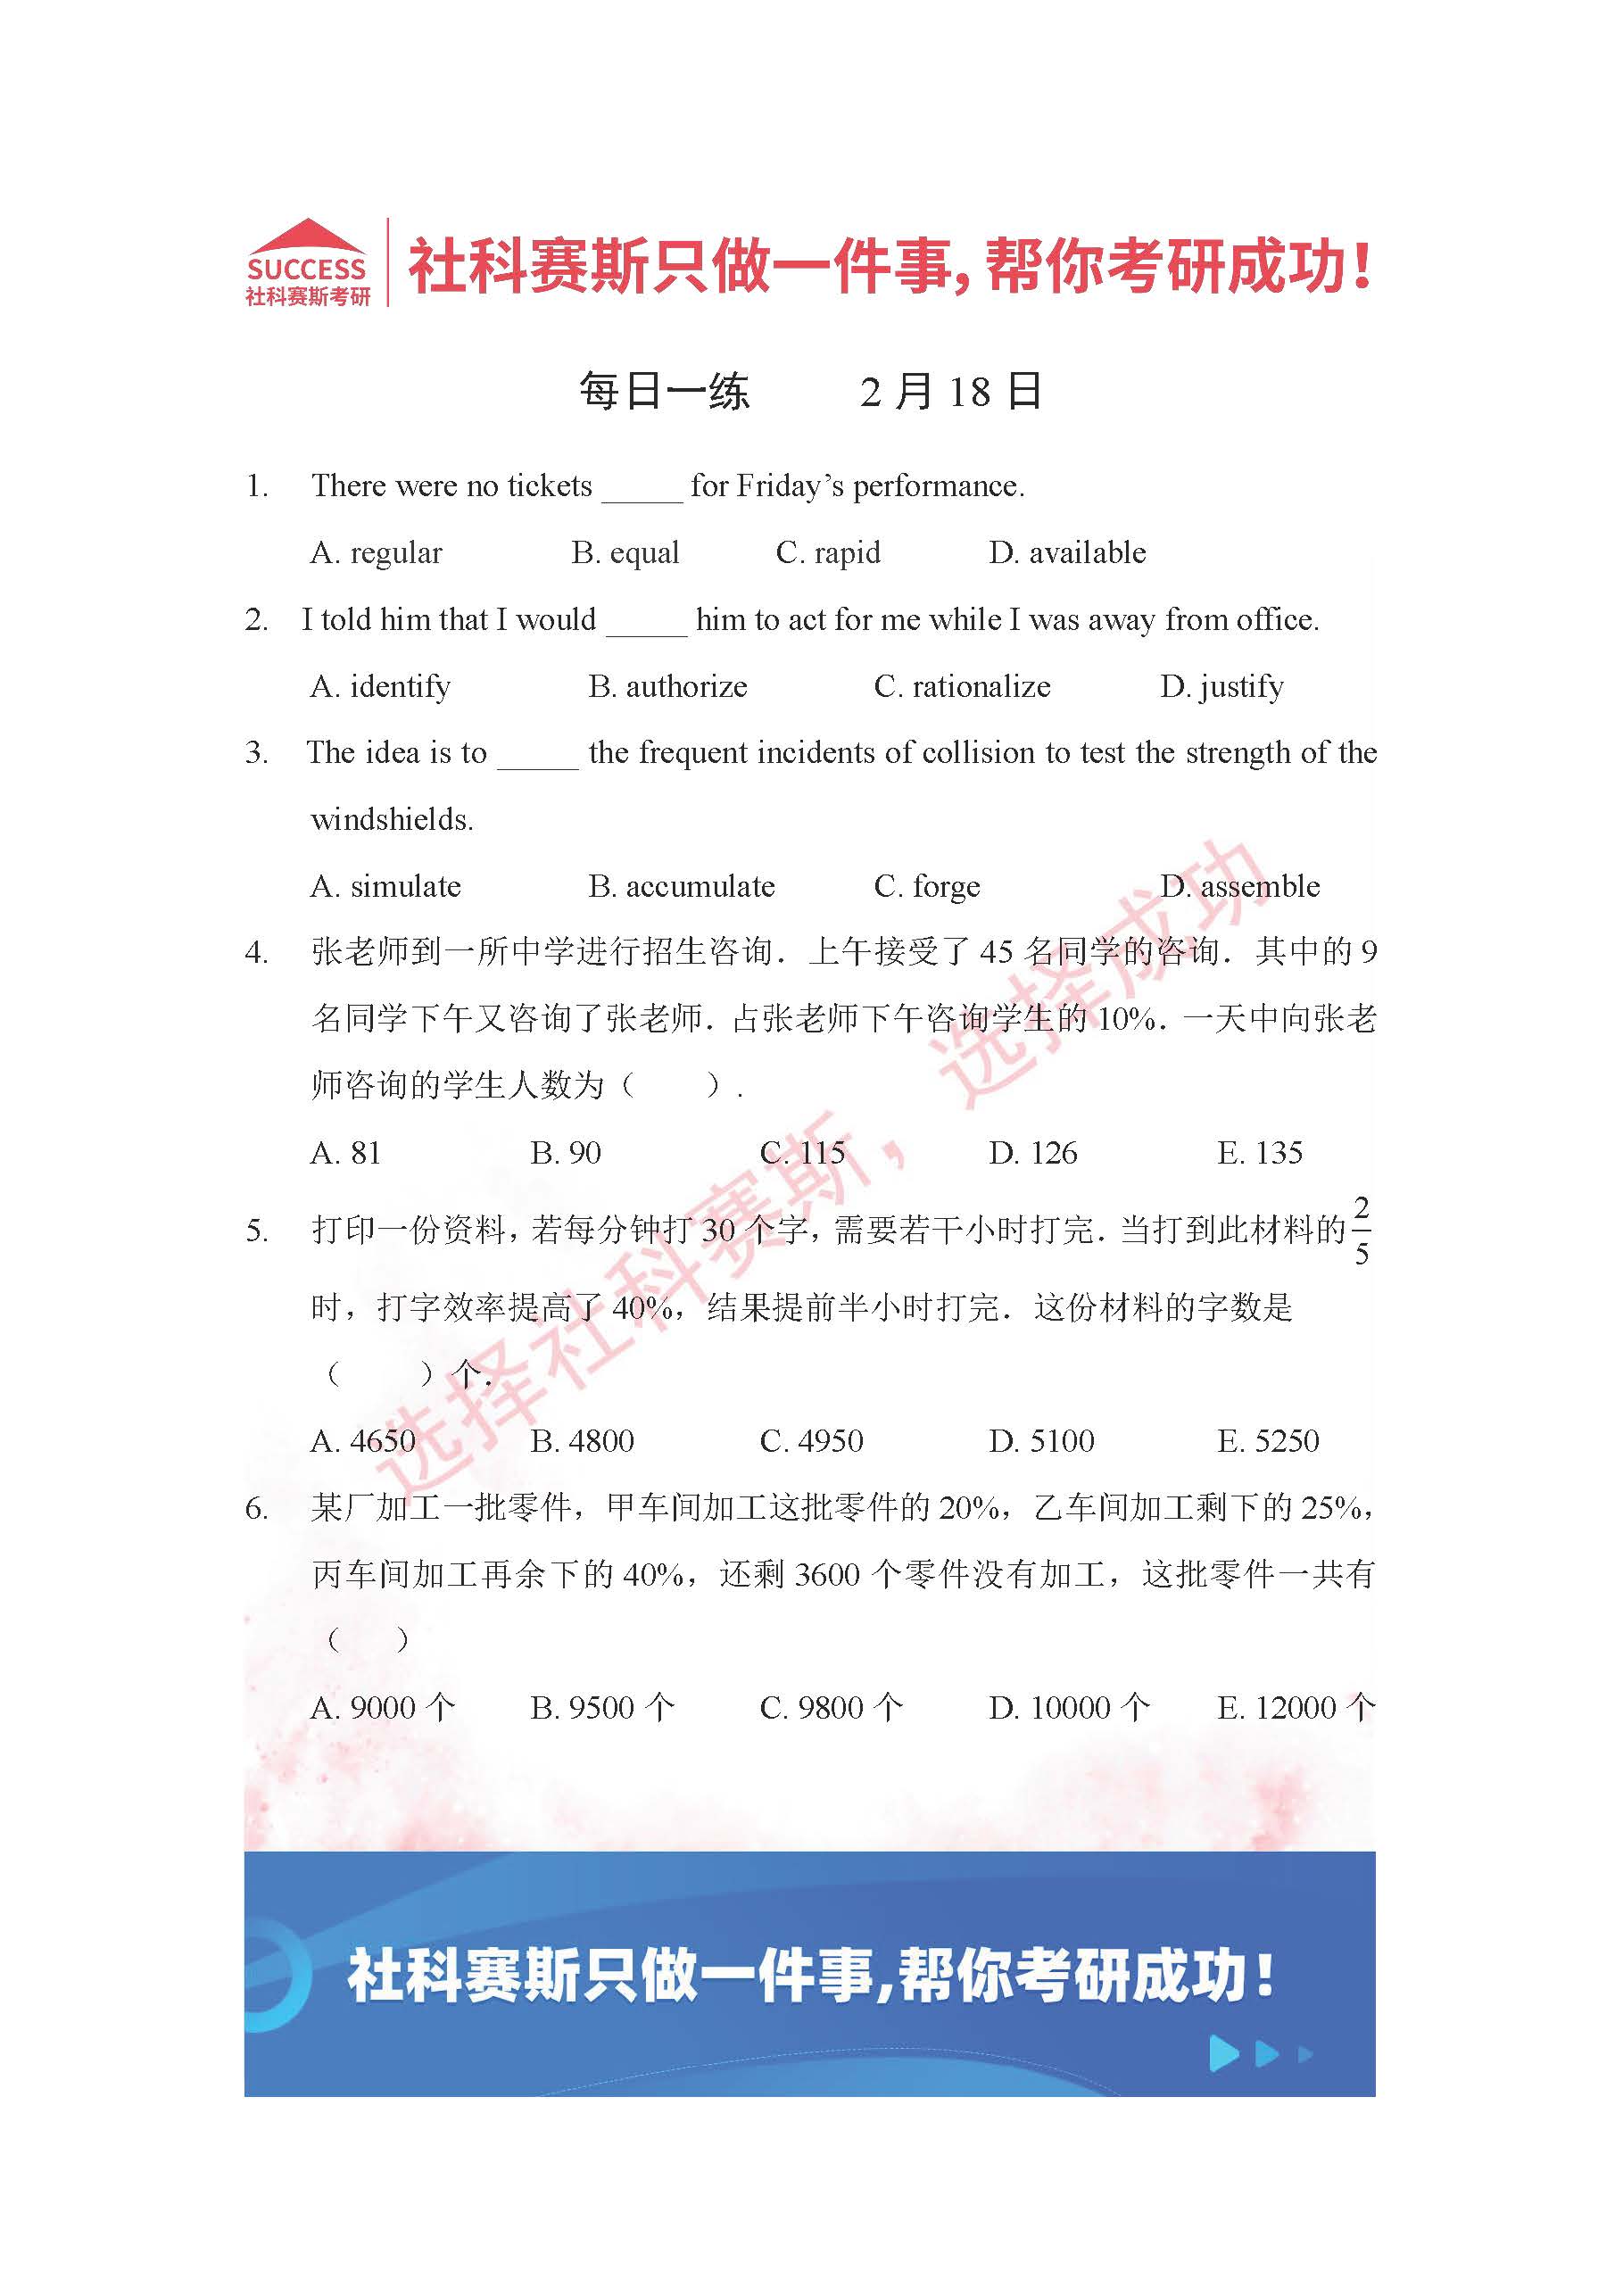 SUCCESS
社科赛斯考研
社科赛斯只做一件事,帮你考研成功!
每日一练 2月18日
1. There were no tickets _____ for Friday’s performance.
A. regular B. equal C. rapid D. available
2. I told him that I would _____ him to act for me while I was away from office.
A. identify B. authorize C. rationalize D. justify
3. The idea is to _____ the frequent incidents of collision to test the strength of the
windshields.
A. simulate B. accumulate C. forge D. assemble
4. 张老师到一所中学进行招生咨询．上午接受了 45 名同学的咨询．其中的 9
名同学下午又咨询了张老师．占张老师下午咨询学生的 10%．一天中向张老
师咨询的学生人数为（ ）.
A. 81 B. 90 C. 115 D. 126 E. 135
5. 打印一份资料，若每分钟打 30 个字，需要若干小时打完．当打到此材料的 2/5
时，打字效率提高了 40%，结果提前半小时打完．这份材料的字数是
（ ）个．
A. 4650 B. 4800 C. 4950 D. 5100 E. 5250
6. 某厂加工一批零件，甲车间加工这批零件的 20%，乙车间加工剩下的 25%，
丙车间加工再余下的 40%，还剩 3600 个零件没有加工，这批零件一共有
（ ）
A. 9000 个 B. 9500 个 C. 9800 个 D. 10000 个 E. 12000 个
选择社科赛斯，选择成功
社科赛斯只做一件事,帮你考研成功!